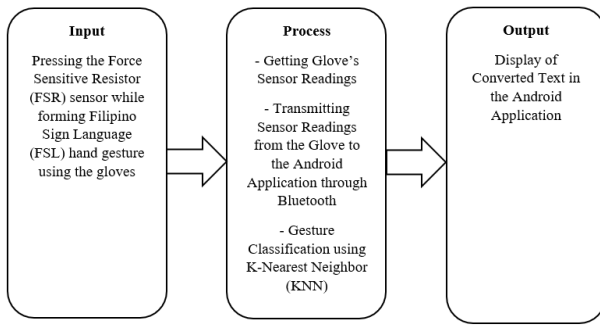 Input
Pressing the Force
Sensitive Resistor
(FSR) sensor while
forming Filipino
Sign Language
(FSL) hand gesture
using the gloves
Process
- Getting Glove's
Sensor Readings
- Transmitting
Sensor Readings
from the Glove to
the Android
Application through
Bluetooth
- Gesture
Classification using
K-Nearest Neighbor
(KNN)
Output
Display of
Converted Text in
the Android
Application